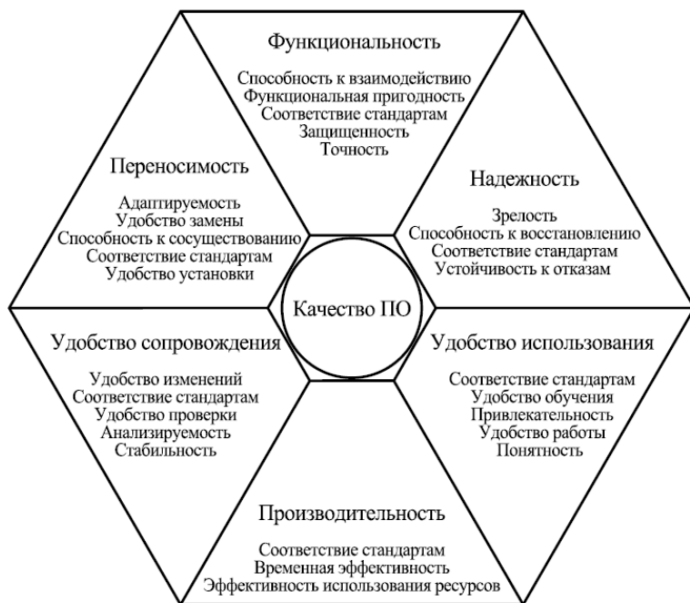 Функциональность
Способность к взаимодействию
Функциональная пригодность
Соответствие стандартам
Защищенность
Точность
Переносимость
Адаптируемость
Удобство замены
Способность к сосуществованию
Соответствие стандартам
Удобство установки
Надежность
Зрелость
Способность к восстановлению
Соответствие стандартам
Устойчивость к отказам
Качество ПО
Удобство сопровождения
Удобство изменений
Соответствие стандартам
Удобство проверки
Анализируемость
Стабильность
Удобство использования
Соответствие стандартам
Удобство обучения
Привлекательность
Удобство работы
Понятность
Производительность
Соответствие стандартам
Временная эффективность
Эффективность использования ресурсов